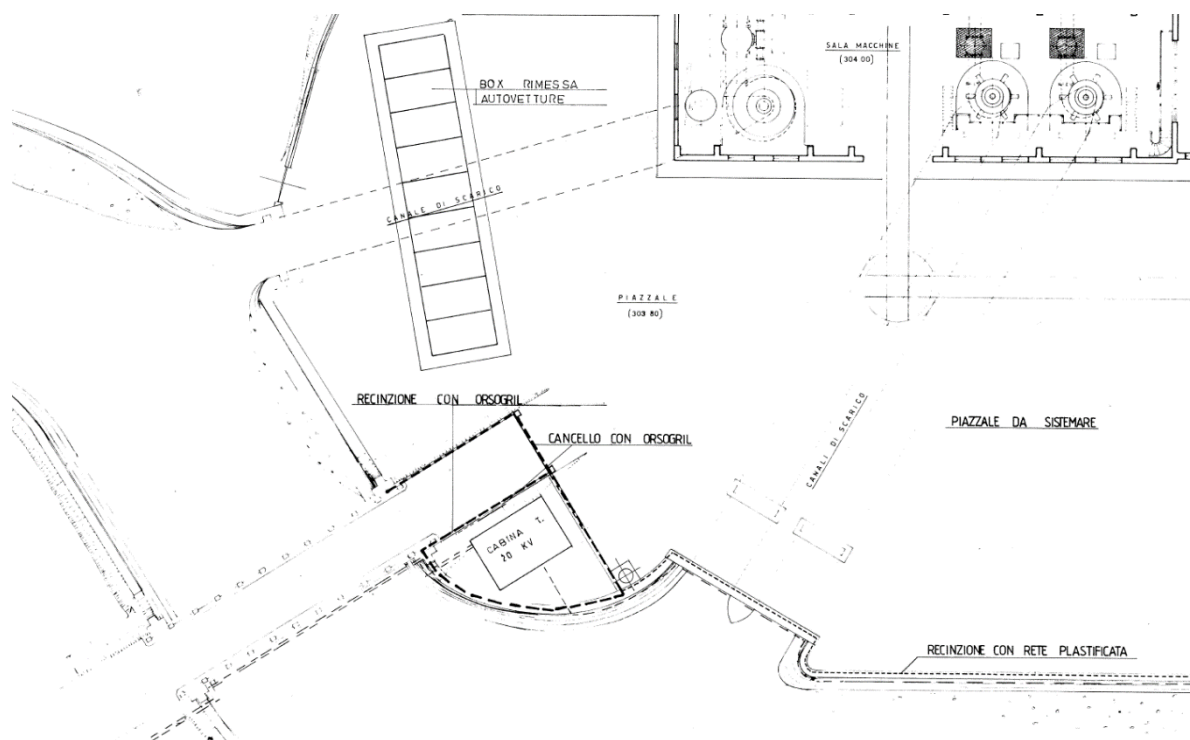 SALA MACCHINE
(304 00)
BOX RIMESSA
AUTOVETTURE
CANALE DI SCARICO
PIAZZALE
(303 80)
RECINZIONE CON ORSOGRIL
CANCELLO CON ORSOGRIL
CANALI DI SCARICO
PIAZZALE DA SISTEMARE
CABINA T.
20 KV
RECINZIONE CON RETE PLASTIFICATA